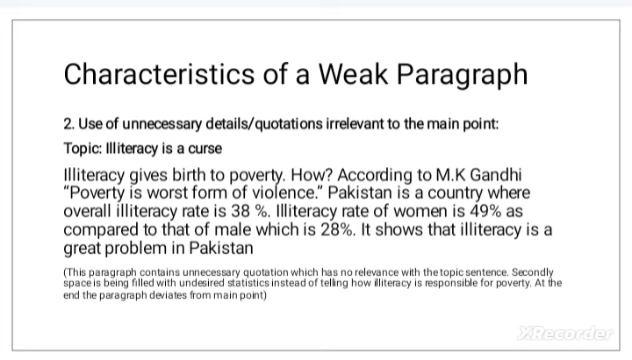 Characteristics of a Weak Paragraph
2. Use of unnecessary details/quotations irrelevant to the main point:
Topic: Illiteracy is a curse
Illiteracy gives birth to poverty. How? According to M.K Gandhi
“Poverty is worst form of violence.” Pakistan is a country where
overall illiteracy rate is 38 %. Illiteracy rate of women is 49% as
compared to that of male which is 28%. It shows that illiteracy is a
great problem in Pakistan
(This paragraph contains unnecessary quotation which has no relevance with the topic sentence. Secondly
space is being filled with undesired statistics instead of telling how illiteracy is responsible for poverty. At the
end the paragraph deviates from main point)
XRecorder